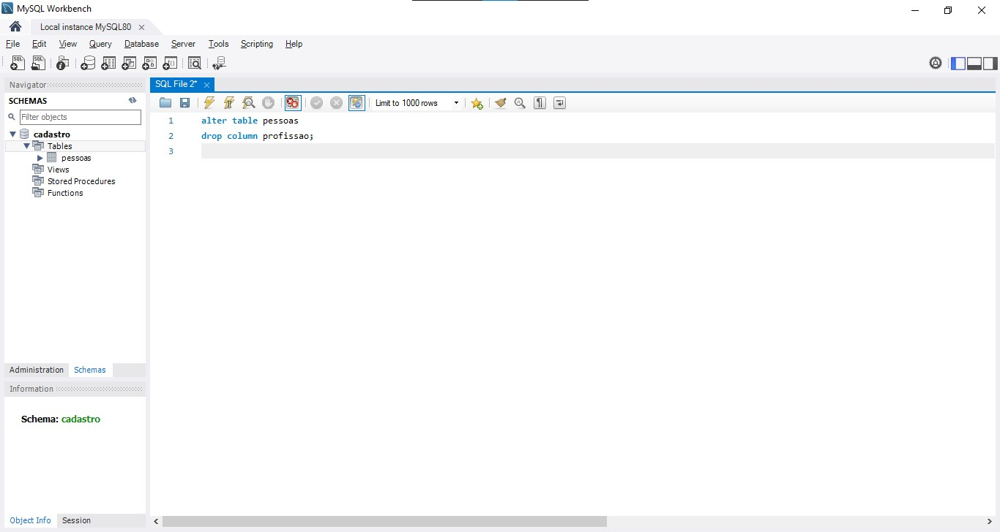 MySQL Workbench
Local instance MySQL80
File Edit View Query Database Server Tools Scripting Help
Navigator
SCHEMAS
Filter objects
cadastro
Tables
pessoas
Views
Stored Procedures
Functions
Administration Schemas
Information
Schema: cadastro
Object Info Session
SQL File 2*
Limit to 1000 rows
1 alter table pessoas
2 drop column profissao;
3